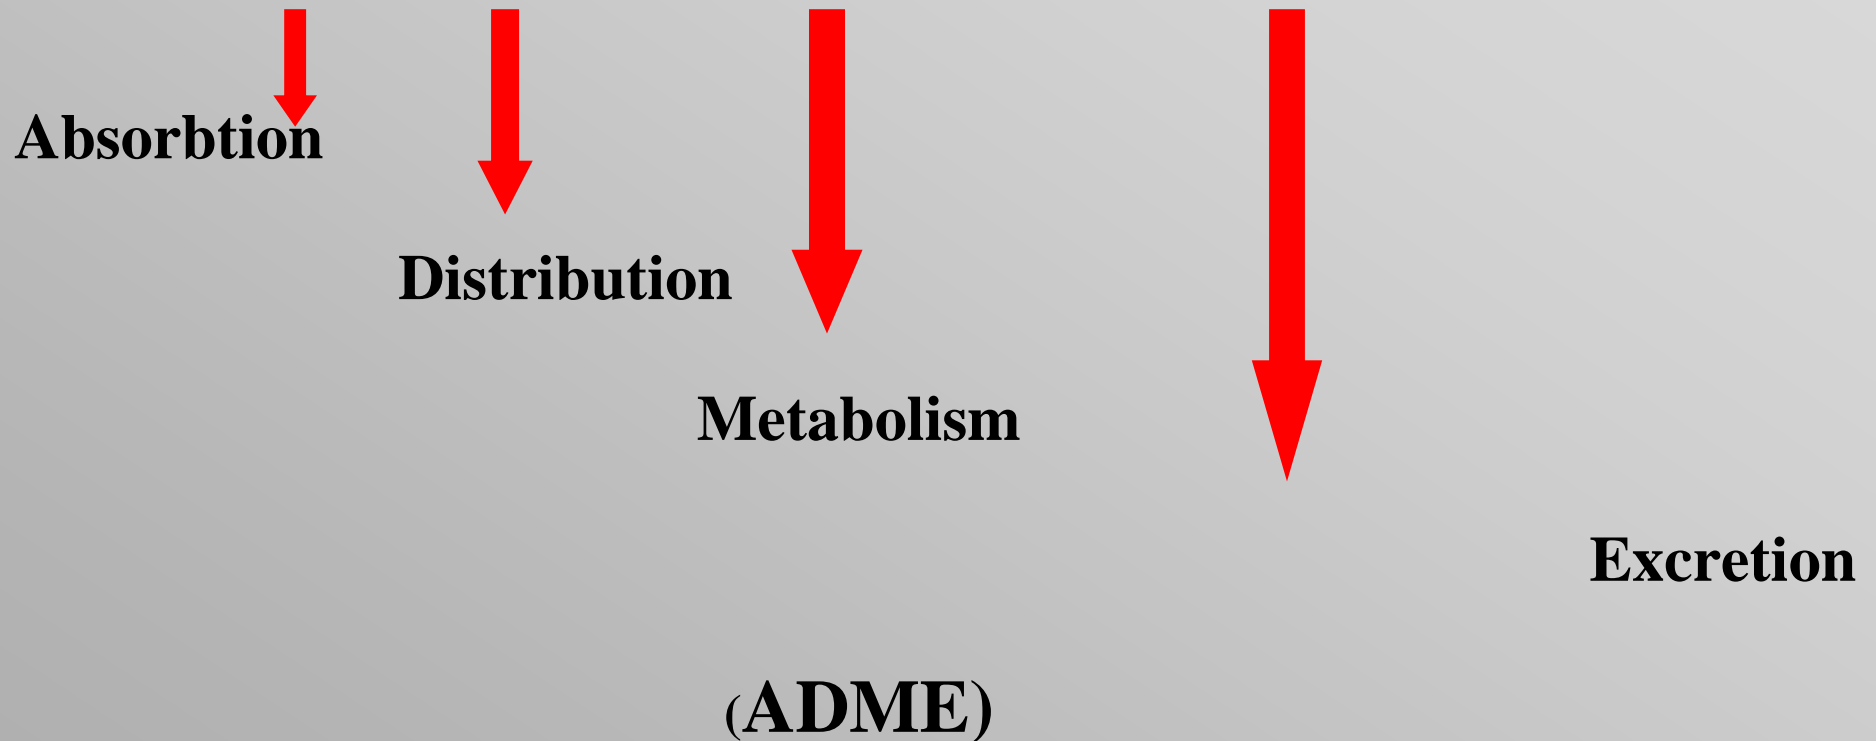 Absorbtion
Distribution
Metabolism
Excretion
(ADME)